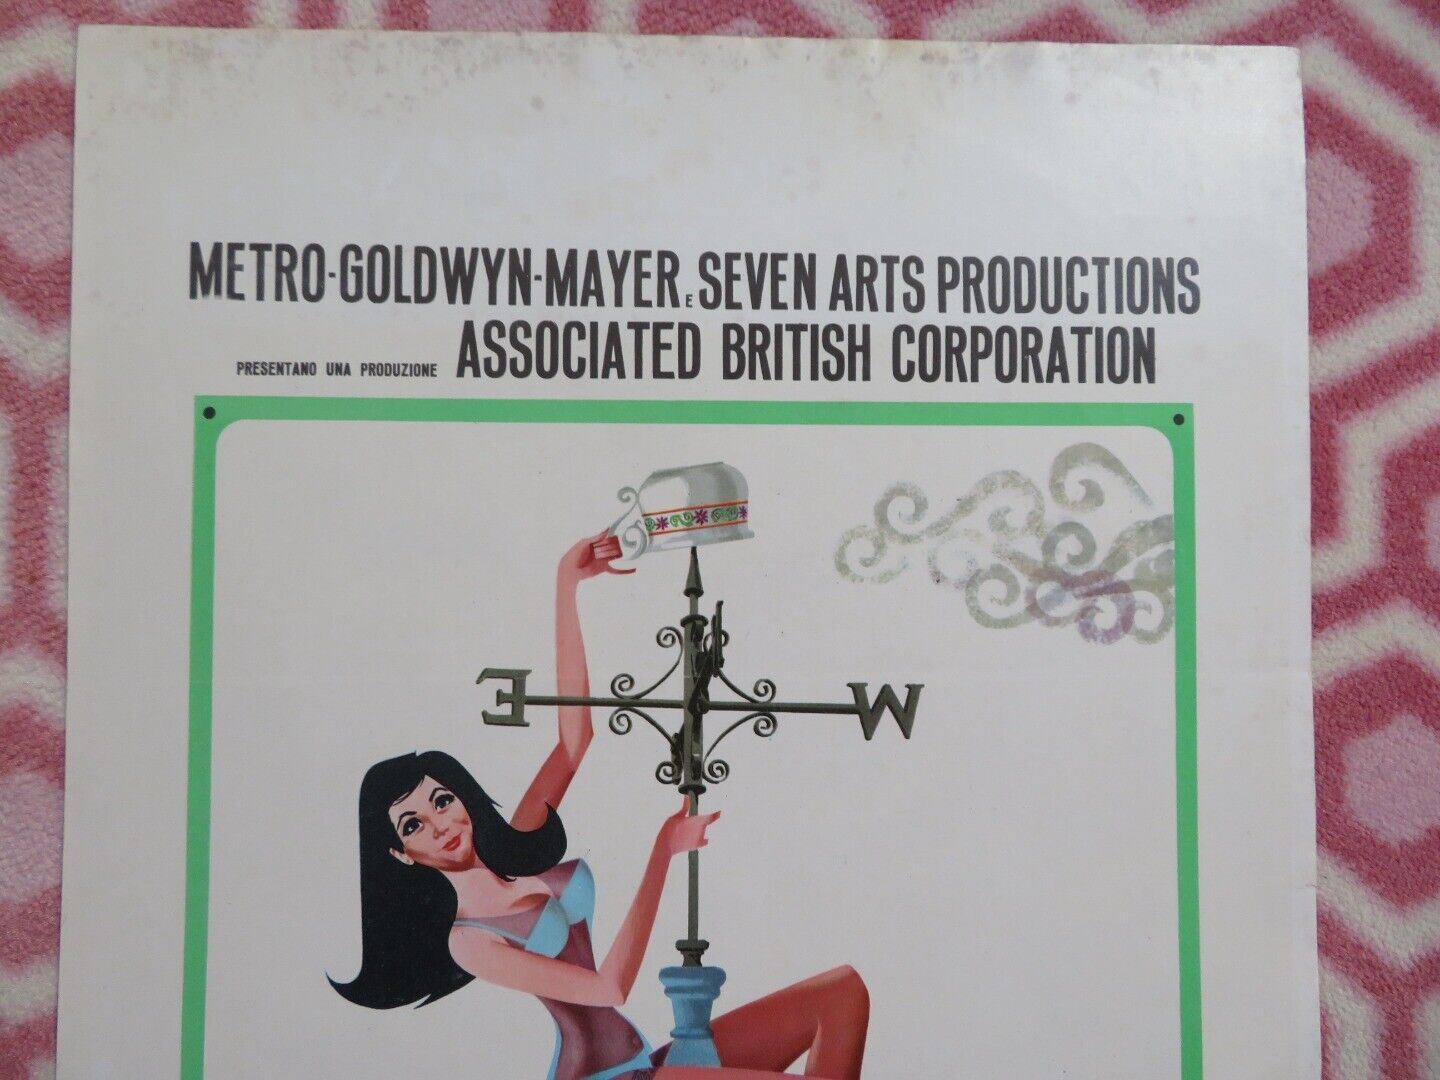 METRO-GOLDWYN-MAYER E SEVEN ARTS PRODUCTIONS
PRESENTANO UNA PRODUZIONE ASSOCIATED BRITISH CORPORATION
E W